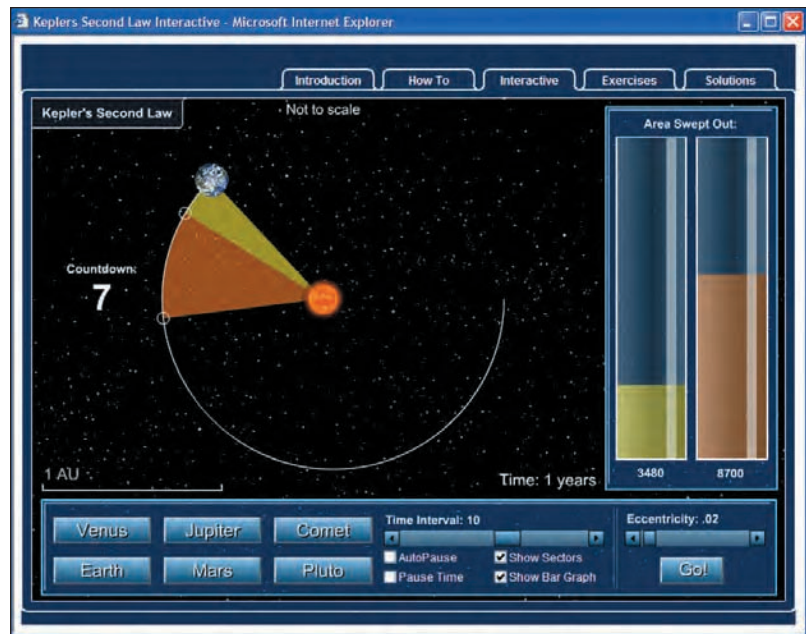 Keplers Second Law Interactive - Microsoft Internet Explorer
Introduction How To Interactive Exercises Solutions
Kepler's Second Law
Not to scale
Area Swept Out:
Countdown:
7
1 AU
Time: 1 years
3480 8700
Venus Jupiter Comet
Earth Mars Pluto
Time Interval: 10
AutoPause Show Sectors
Pause Time Show Bar Graph
Eccentricity: .02
Go!